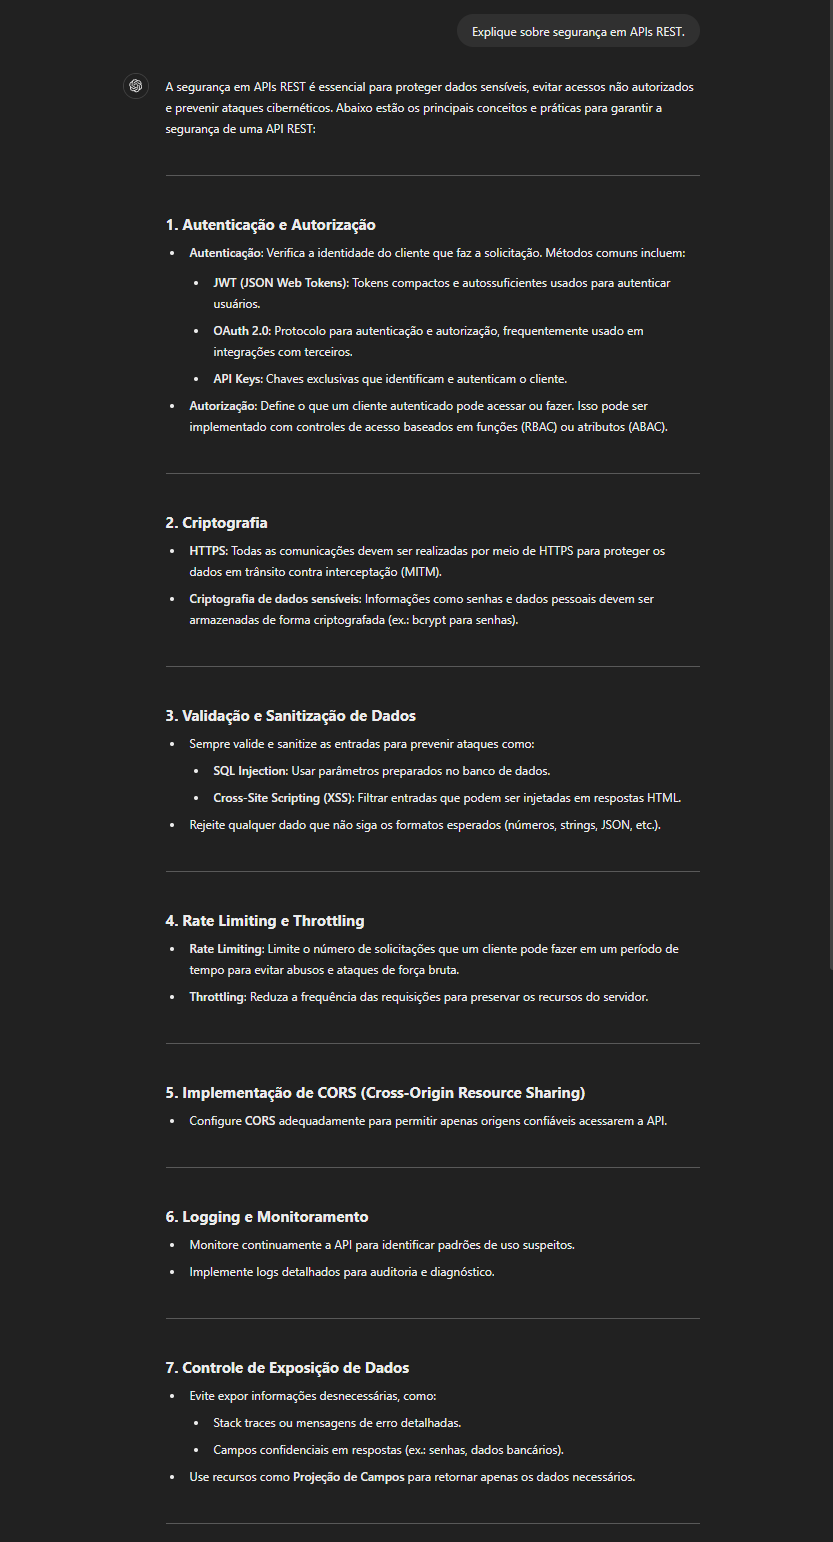 Explique sobre segurança em APIs REST.
A segurança em APIs REST é essencial para proteger dados sensíveis, evitar acessos não autorizados
e prevenir ataques cibernéticos. Abaixo estão os principais conceitos e práticas para garantir a
segurança de uma API REST:
1. Autenticação e Autorização
• Autenticação: Verifica a identidade do cliente que faz a solicitação. Métodos comuns incluem:
• JWT (JSON Web Tokens): Tokens compactos e autossuficientes usados para autenticar
usuários.
• OAuth 2.0: Protocolo para autenticação e autorização, frequentemente usado em
integrações com terceiros.
• API Keys: Chaves exclusivas que identificam e autenticam o cliente.
• Autorização: Define o que um cliente autenticado pode acessar ou fazer. Isso pode ser
implementado com controles de acesso baseados em funções (RBAC) ou atributos (ABAC).
2. Criptografia
• HTTPS: Todas as comunicações devem ser realizadas por meio de HTTPS para proteger os
dados em trânsito contra interceptação (MITM).
• Criptografia de dados sensíveis: Informações como senhas e dados pessoais devem ser
armazenadas de forma criptografada (ex.: bcrypt para senhas).
3. Validação e Sanitização de Dados
• Sempre valide e sanitize as entradas para prevenir ataques como:
• SQL Injection: Usar parâmetros preparados no banco de dados.
• Cross-Site Scripting (XSS): Filtrar entradas que podem ser injetadas em respostas HTML.
• Rejeite qualquer dado que não siga os formatos esperados (números, strings, JSON, etc.).
4. Rate Limiting e Throttling
• Rate Limiting: Limite o número de solicitações que um cliente pode fazer em um período de
tempo para evitar abusos e ataques de força bruta.
• Throttling: Reduza a frequência das requisições para preservar os recursos do servidor.
5. Implementação de CORS (Cross-Origin Resource Sharing)
• Configure CORS adequadamente para permitir apenas origens confiáveis acessarem a API.
6. Logging e Monitoramento
• Monitore continuamente a API para identificar padrões de uso suspeitos.
• Implemente logs detalhados para auditoria e diagnóstico.
7. Controle de Exposição de Dados
• Evite expor informações desnecessárias, como:
• Stack traces ou mensagens de erro detalhadas.
• Campos confidenciais em respostas (ex.: senhas, dados bancários).
• Use recursos como Projeção de Campos para retornar apenas os dados necessários.